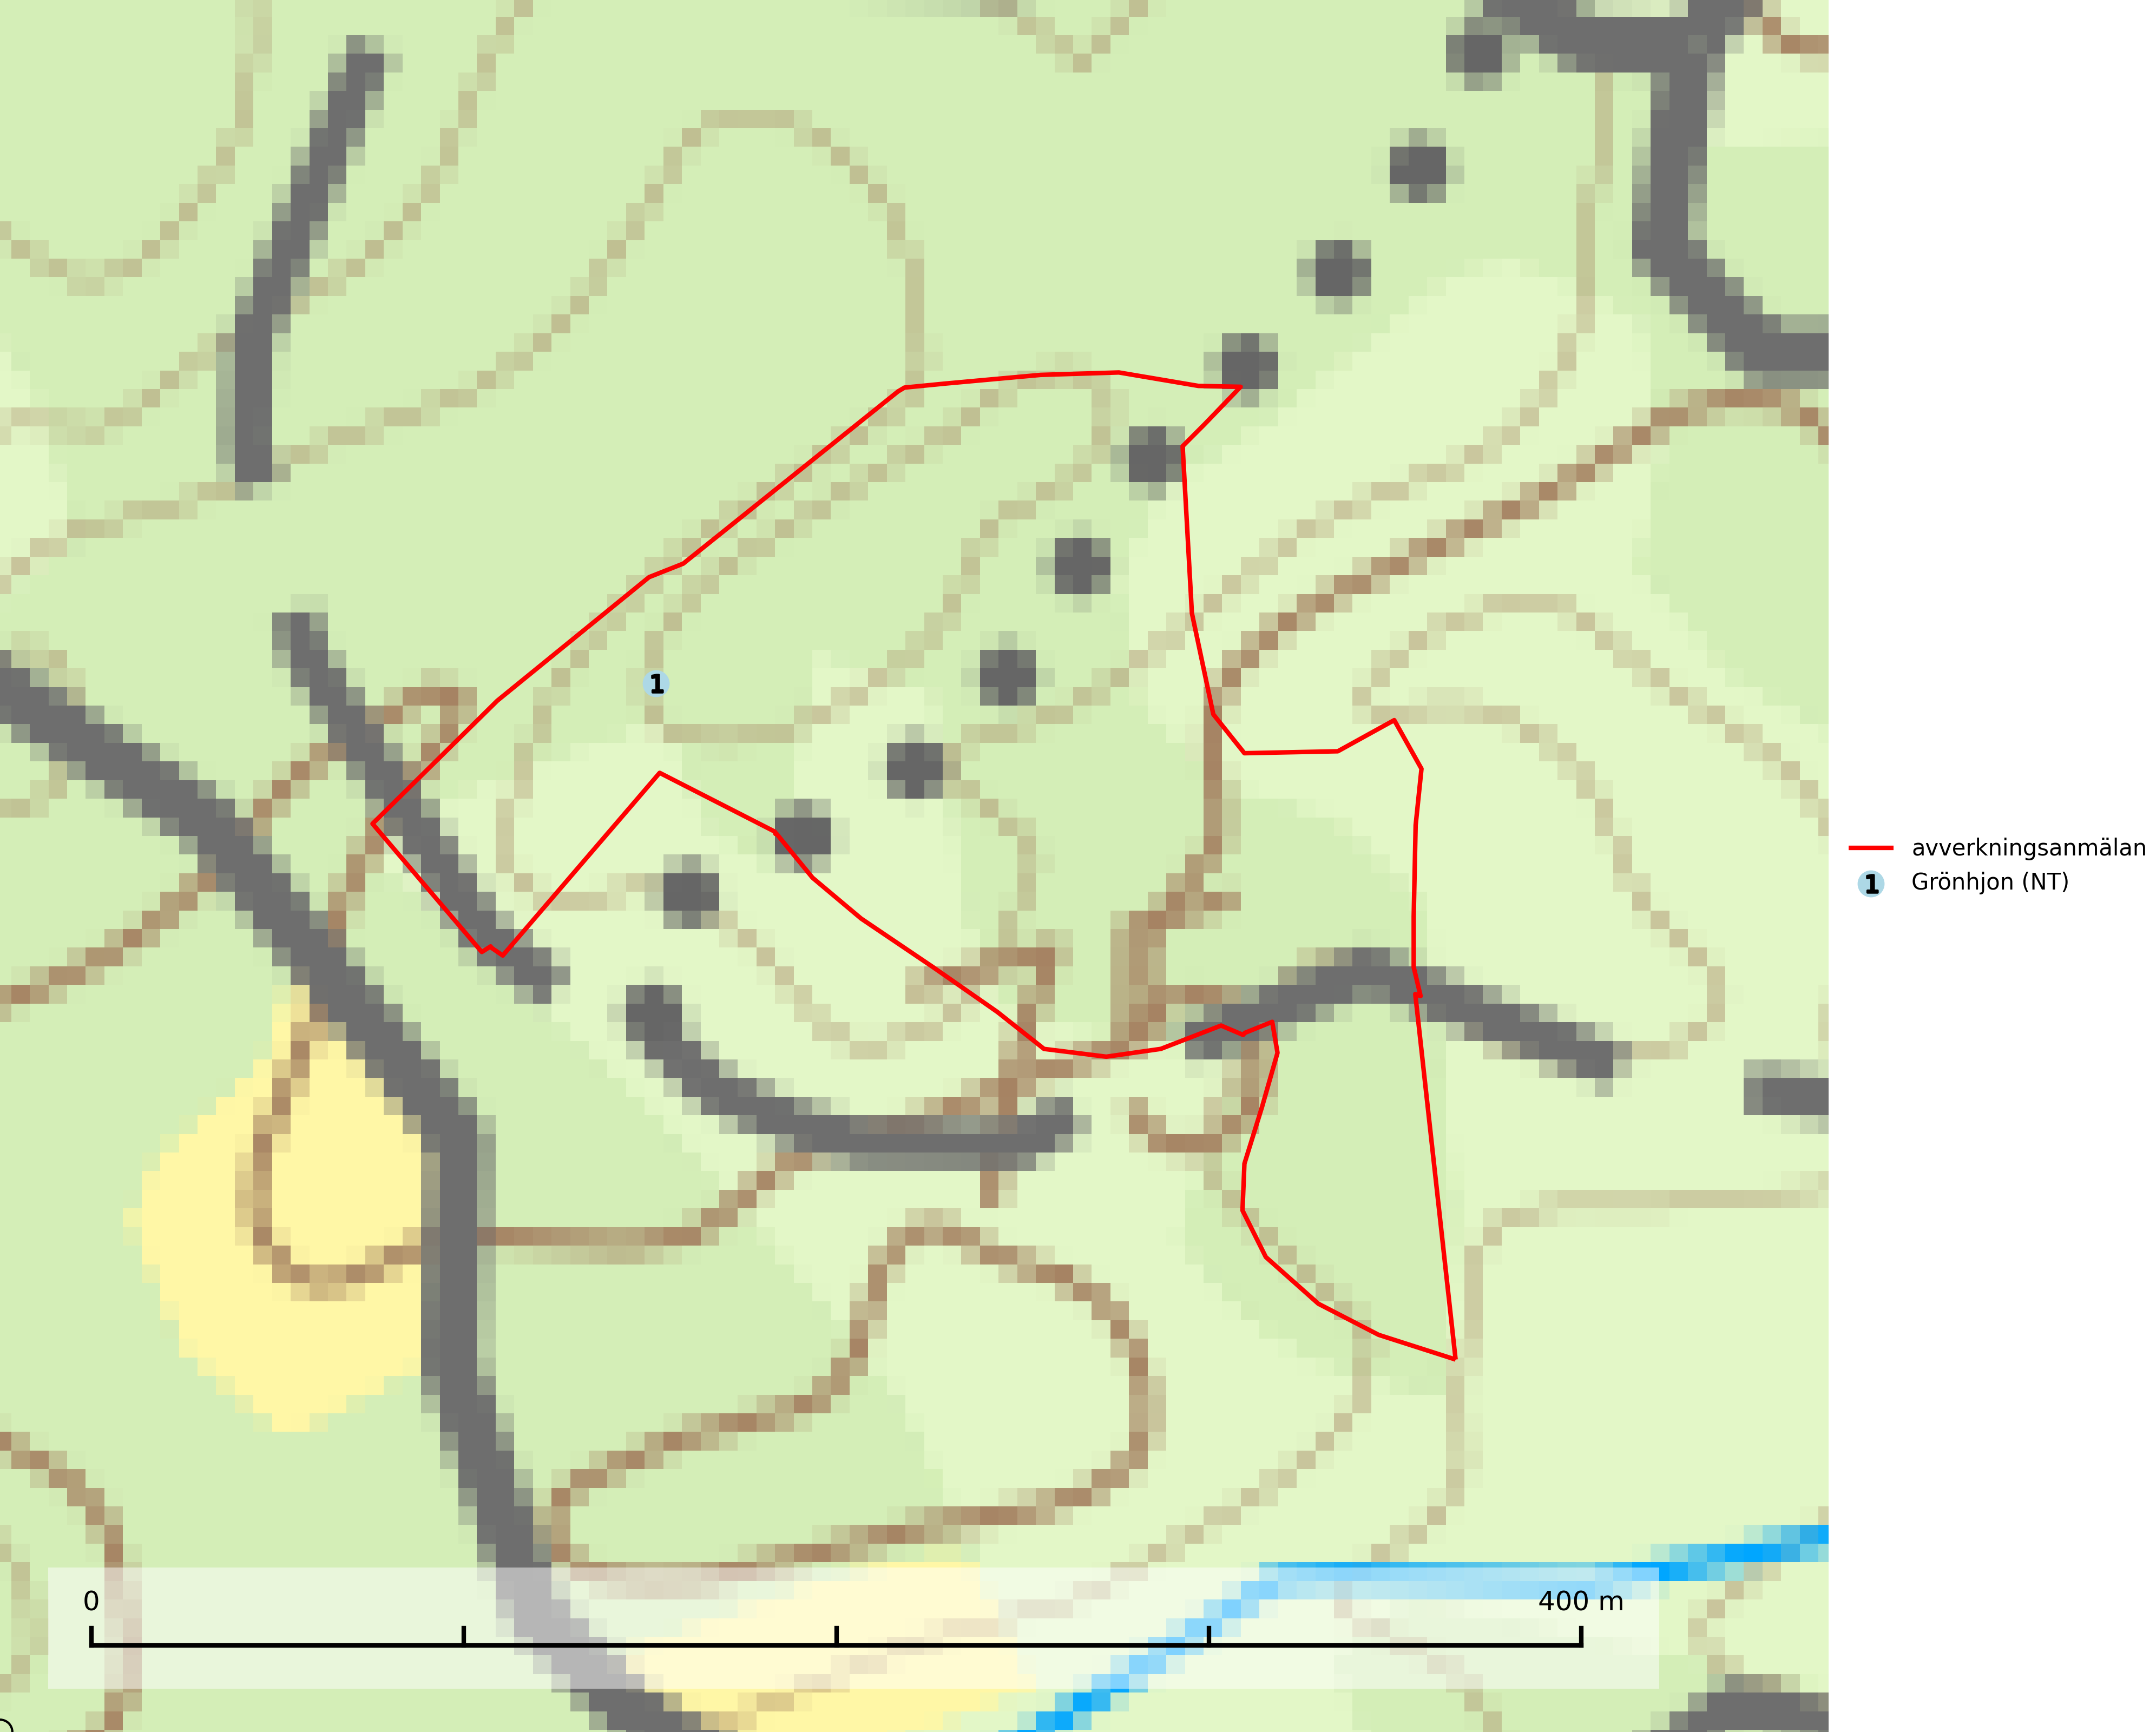 1
avverkningsanmälan
1 Grönhjon (NT)
0 400 m